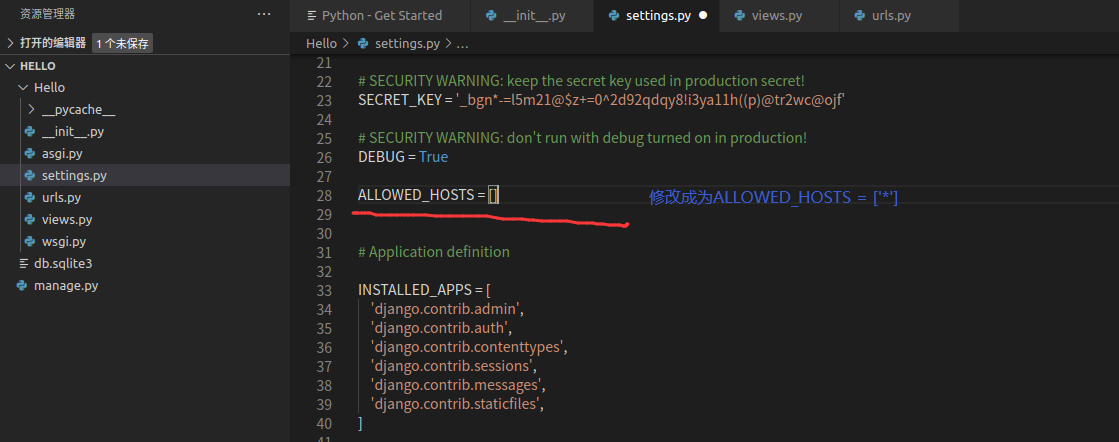 资源管理器 ···
Python - Get Started __init__.py settings.py views.py urls.py
打开的编辑器 1 个未保存
Hello > settings.py > ...
HELLO
Hello
__pycache__
__init__.py
asgi.py
settings.py
urls.py
views.py
wsgi.py
db.sqlite3
manage.py
21
22 # SECURITY WARNING: keep the secret key used in production secret!
23 SECRET_KEY = '_bgn*-=l5m21@$z+=0^2d92qdqy8!i3ya11h((p)@tr2wc@ojf'
24
25 # SECURITY WARNING: don't run with debug turned on in production!
26 DEBUG = True
27
28 ALLOWED_HOSTS = [] 修改成为ALLOWED_HOSTS = ['*']
29
30
31 # Application definition
32
33 INSTALLED_APPS = [
34 'django.contrib.admin',
35 'django.contrib.auth',
36 'django.contrib.contenttypes',
37 'django.contrib.sessions',
38 'django.contrib.messages',
39 'django.contrib.staticfiles',
40 ]
41